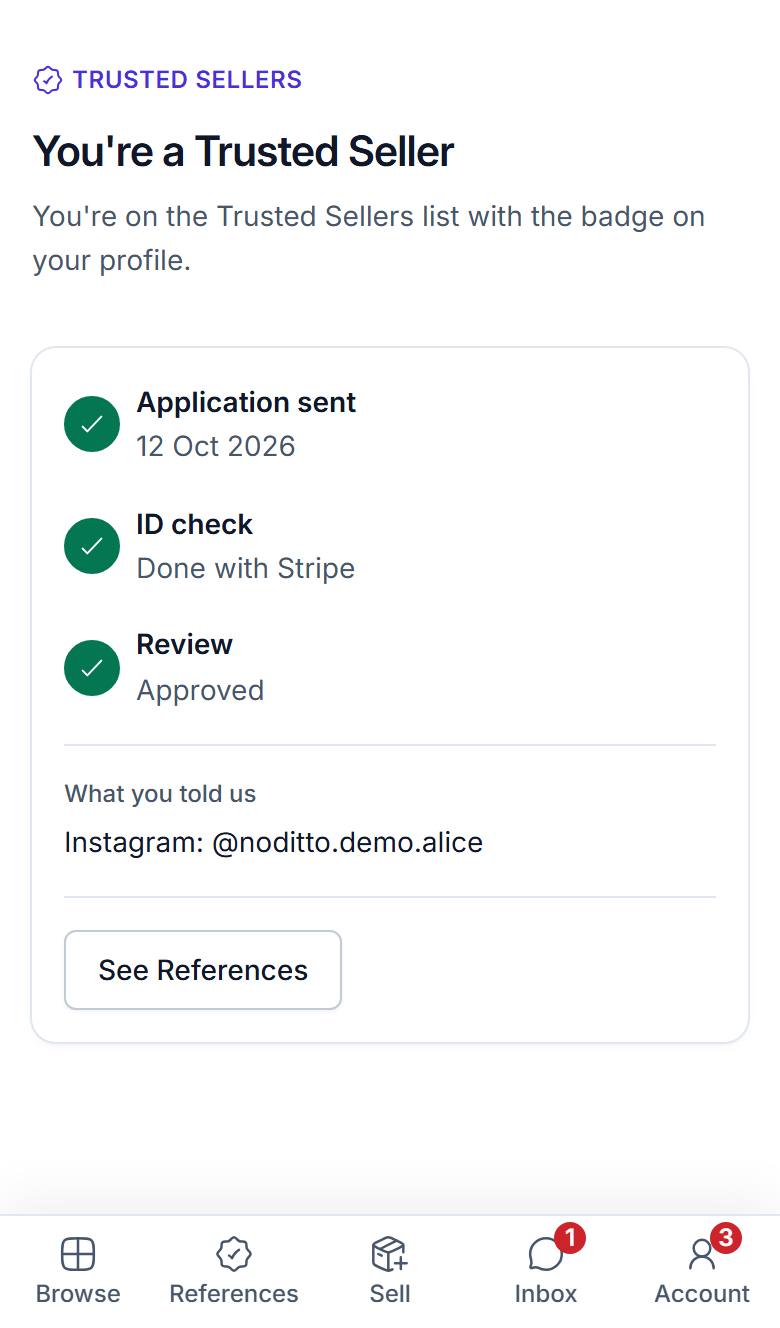 TRUSTED SELLERS
You're a Trusted Seller
You're on the Trusted Sellers list with the badge on
your profile.
Application sent
12 Oct 2026
ID check
Done with Stripe
Review
Approved
What you told us
Instagram: @noditto.demo.alice
See References
1
3
Browse
References
Sell
Inbox
Account